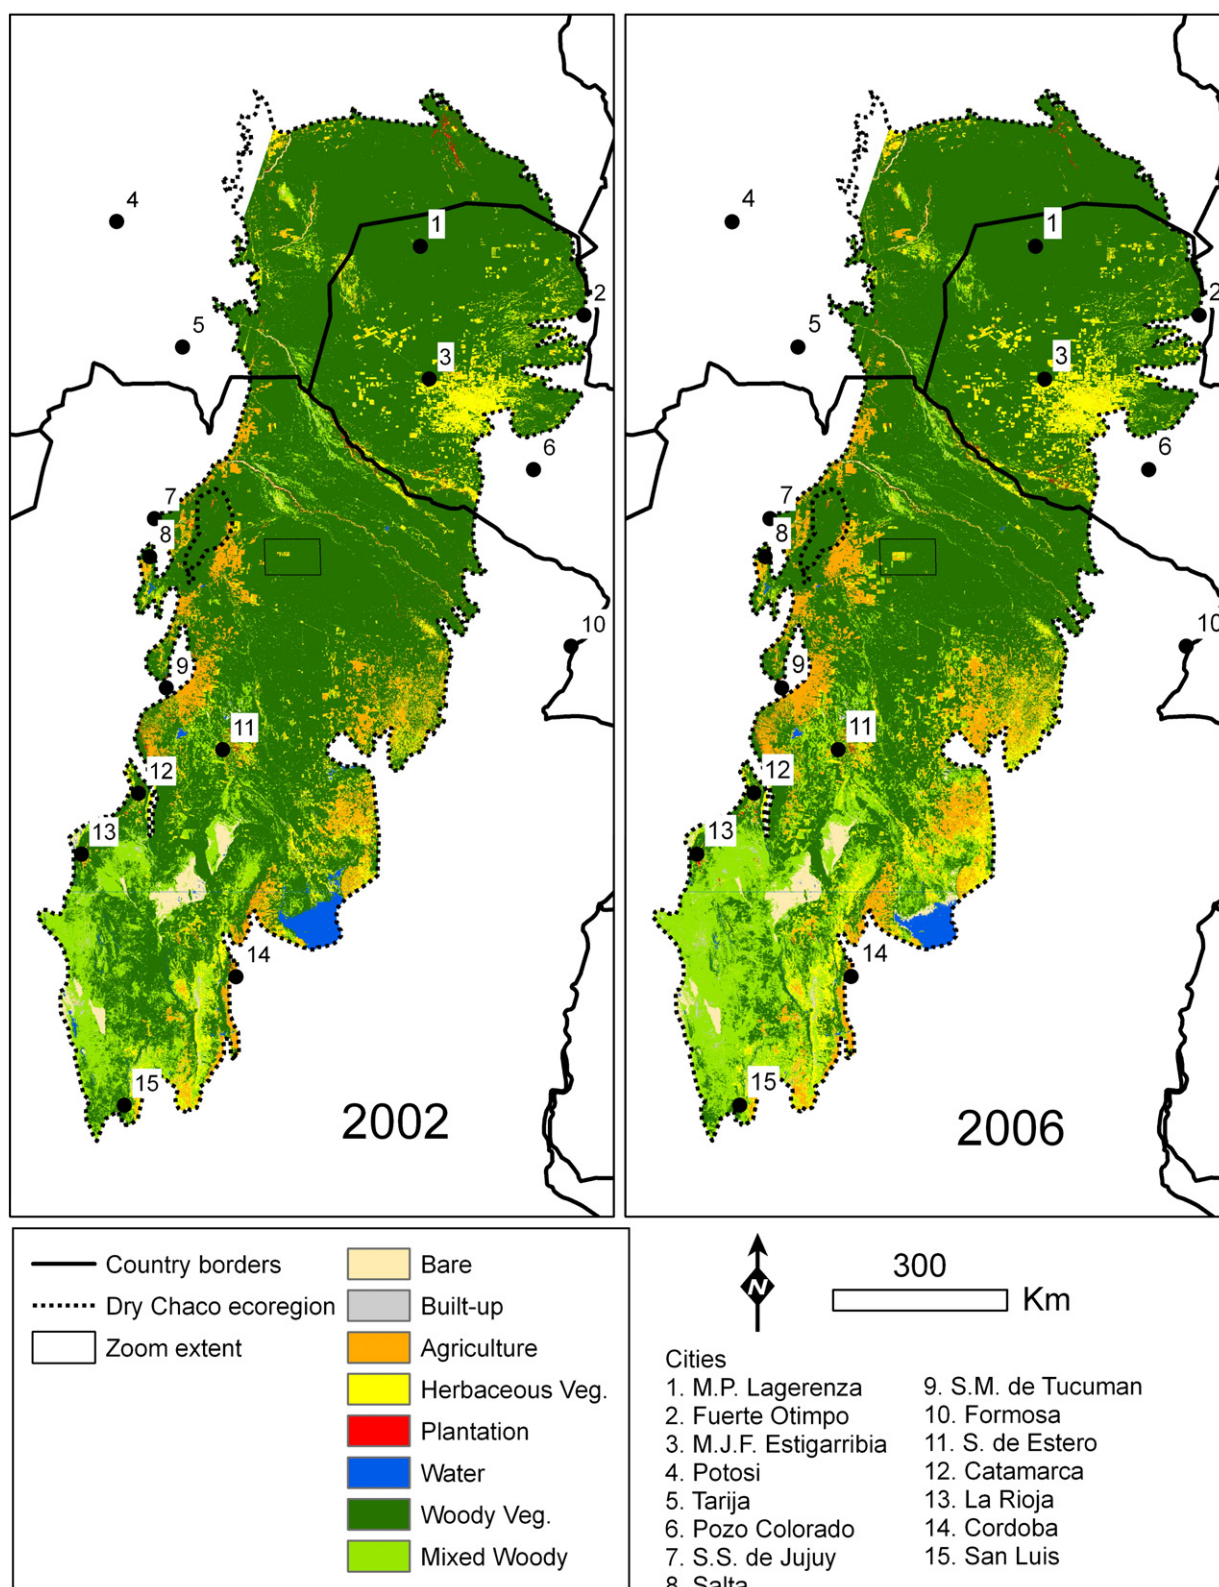 4
1
2
5
3
6
7
8
10
9
11
12
13
14
15
2002
4
1
2
5
3
6
7
8
10
9
11
12
13
14
15
2006
Country borders
Dry Chaco ecoregion
Zoom extent
Bare
Built-up
Agriculture
Herbaceous Veg.
Plantation
Water
Woody Veg.
Mixed Woody
N
300
Km
Cities
1. M.P. Lagerenza
2. Fuerte Otimpo
3. M.J.F. Estigarribia
4. Potosi
5. Tarija
6. Pozo Colorado
7. S.S. de Jujuy
8. Salta
9. S.M. de Tucuman
10. Formosa
11. S. de Estero
12. Catamarca
13. La Rioja
14. Cordoba
15. San Luis